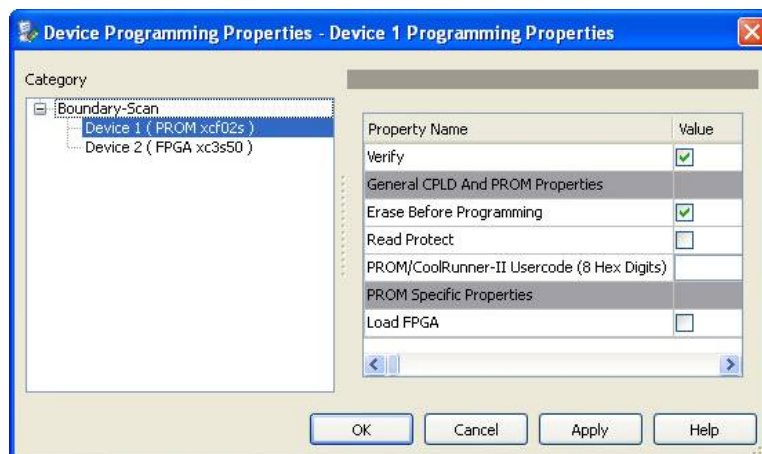 Device Programming Properties - Device 1 Programming Properties
Category
Boundary-Scan
Device 1 ( PROM xcf02s )
Device 2 ( FPGA xc3s50 )
Property Name Value
Verify
General CPLD And PROM Properties
Erase Before Programming
Read Protect
PROM/CoolRunner-II Usercode (8 Hex Digits)
PROM Specific Properties
Load FPGA
OK Cancel Apply Help